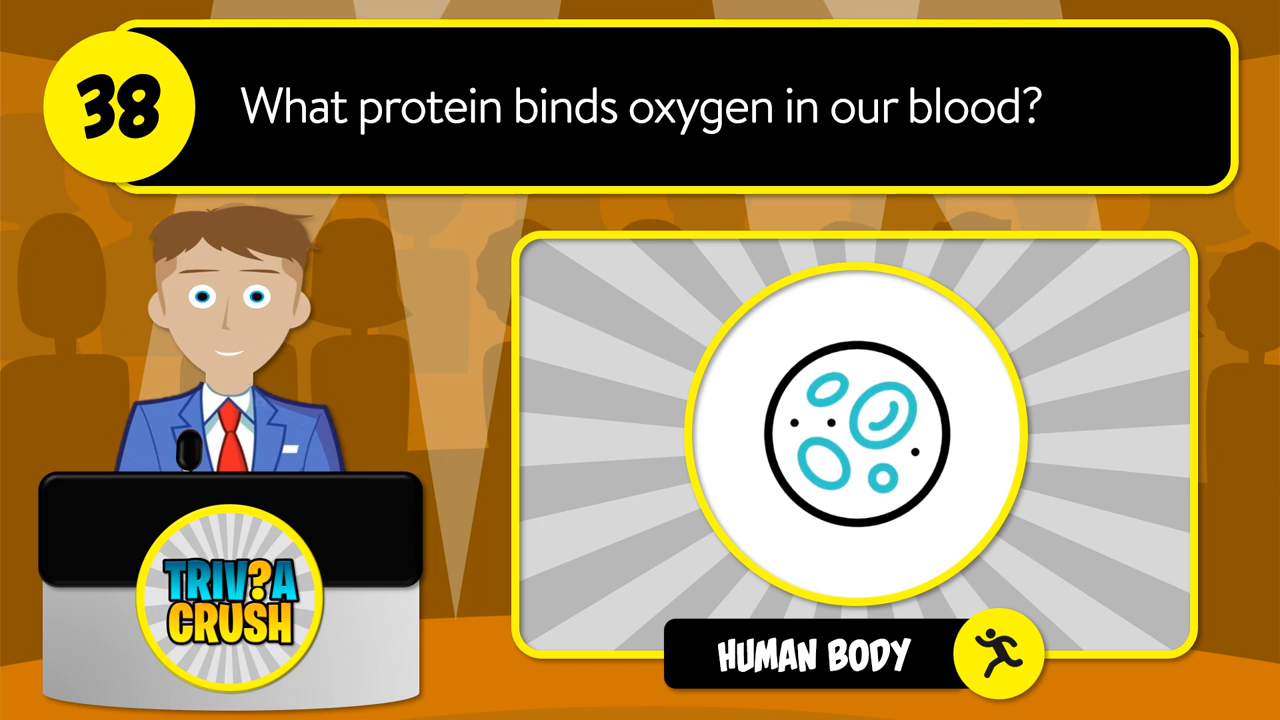 38
What protein binds oxygen in our blood?
TRIV?A
CRUSH
HUMAN BODY